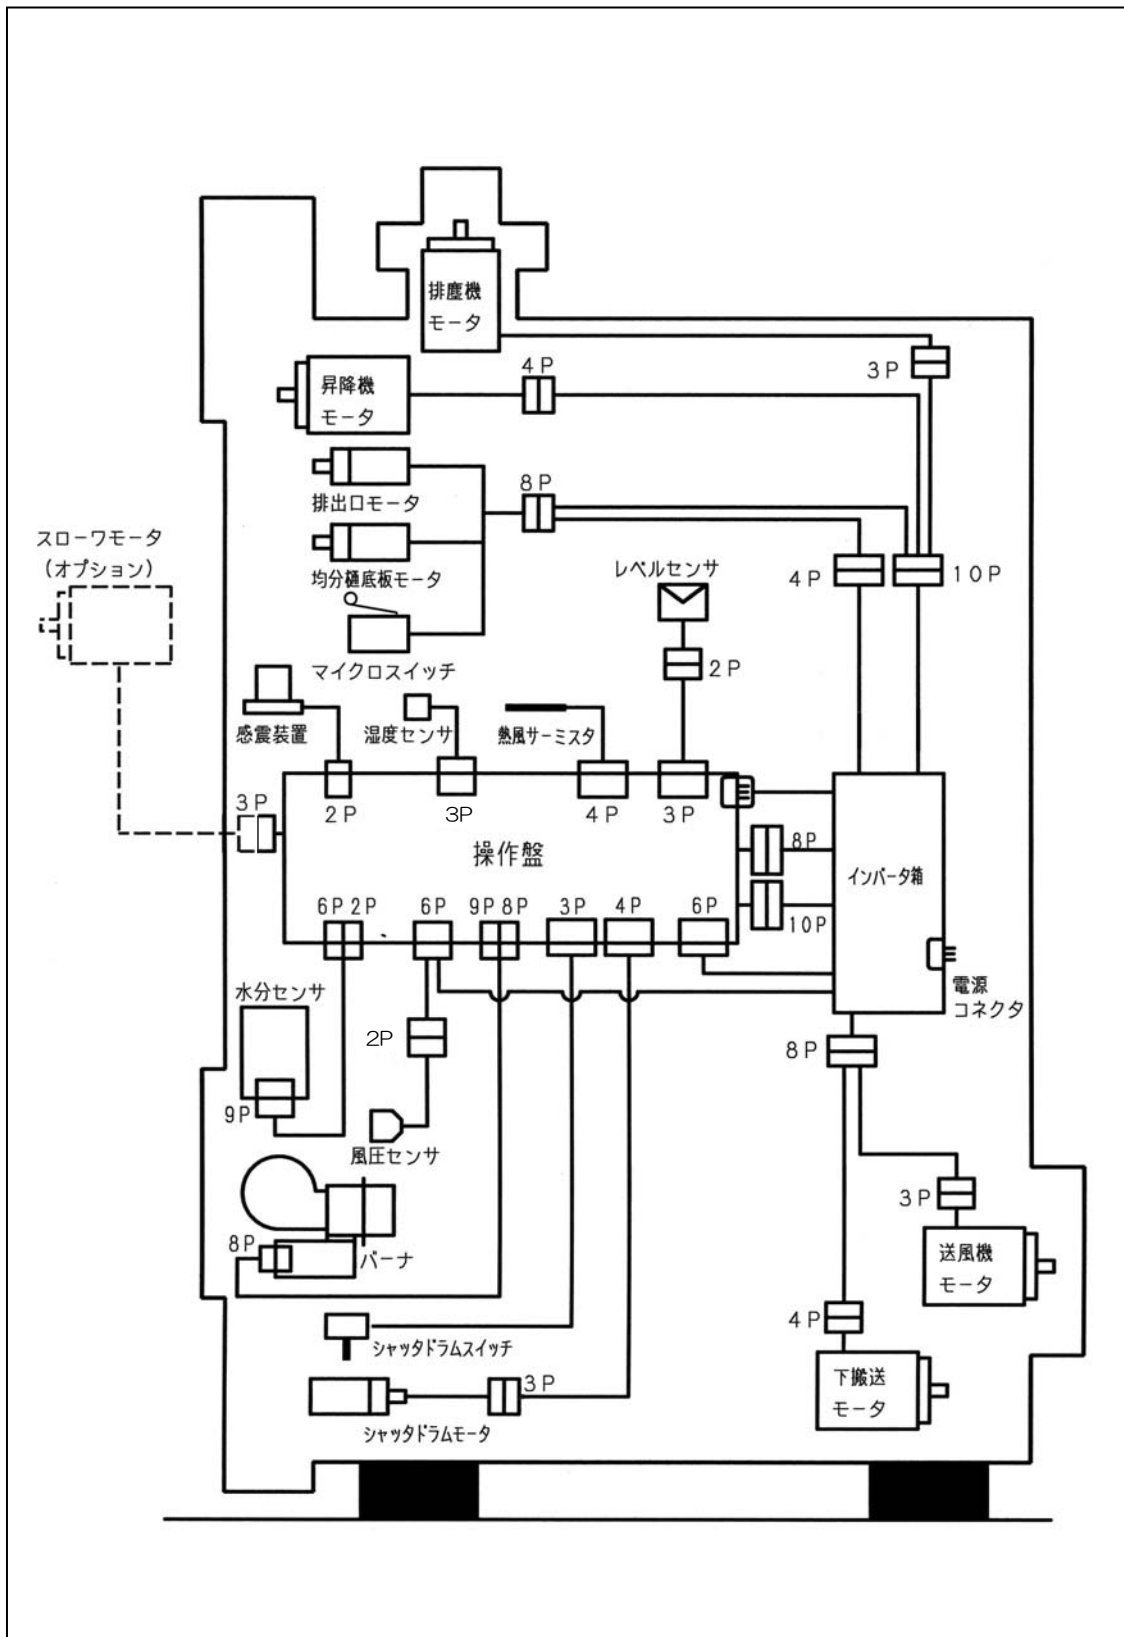 排塵機
モータ
3P
4P
昇降機
モータ
8P
排出口モータ
スローワモータ
(オプション)
均分樋底板モータ
レベルセンサ
4P
10P
マイクロスイッチ
2P
感震装置
湿度センサ
熱風サーミスタ
3P
2P
3P
4P
3P
操作盤
8P
インバータ箱
6P
2P
6P
9P
8P
3P
4P
6P
10P
水分センサ
電源
コネクタ
2P
8P
9P
風圧センサ
3P
8P
バーナ
送風機
モータ
4P
シャッタドラムスイッチ
3P
下搬送
モータ
シャッタドラムモータ